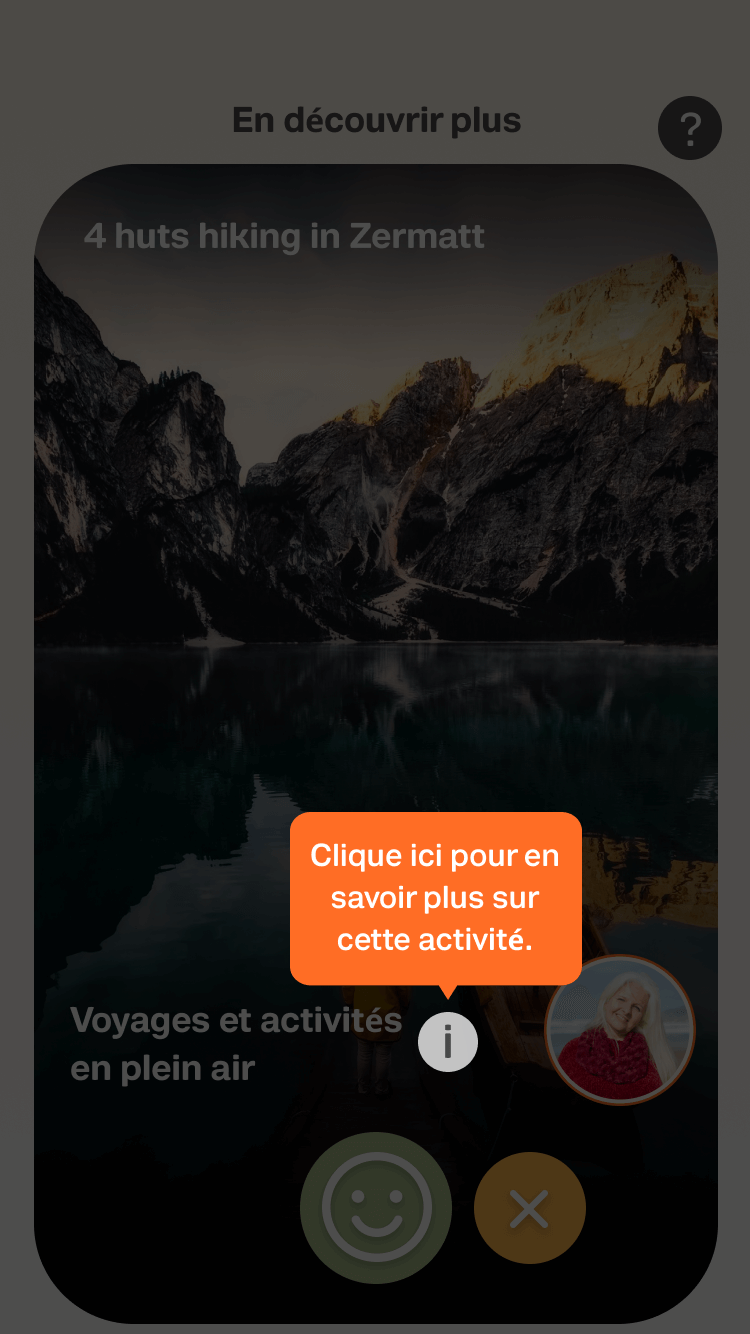 En découvrir plus
?
4 huts hiking in Zermatt
Clique ici pour en
savoir plus sur
cette activité.
Voyages et activités
en plein air
i